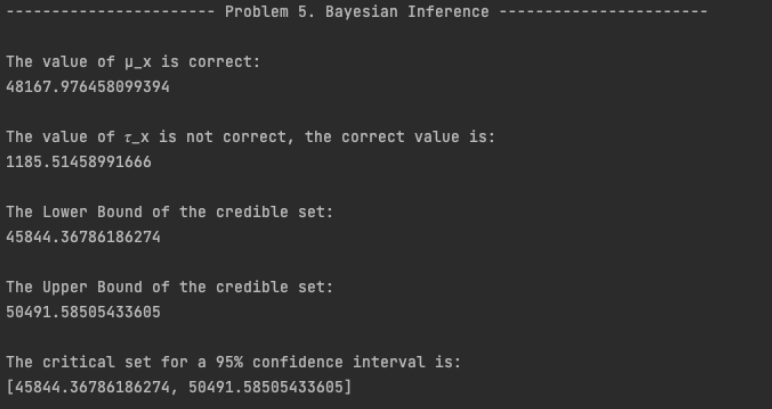 ----------------------- Problem 5. Bayesian Inference -----------------------
The value of μ_x is correct:
48167.976458099394
The value of τ_x is not correct, the correct value is:
1185.51458991666
The Lower Bound of the credible set:
45844.36786186274
The Upper Bound of the credible set:
50491.58505433605
The critical set for a 95% confidence interval is:
[45844.36786186274, 50491.58505433605]